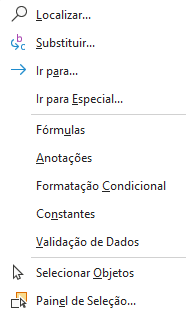 Localizar...
Substituir...
Ir para...
Ir para Especial...
Fórmulas
Anotações
Formatação Condicional
Constantes
Validação de Dados
Selecionar Objetos
Painel de Seleção...